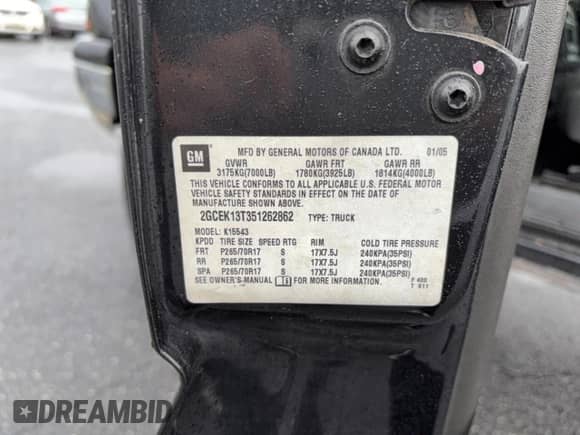 GM
MFD BY GENERAL MOTORS OF CANADA LTD. 01/05
GVWR GAWR FRT GAWR RR
3175KG(7000LB) 1780KG(3925LB) 1814KG(4000LB)
THIS VEHICLE CONFORMS TO ALL APPLICABLE U.S. FEDERAL MOTOR
VEHICLE SAFETY STANDARDS IN EFFECT ON THE DATE OF
MANUFACTURE SHOWN ABOVE.
2GCEK13T351262862 TYPE: TRUCK
MODEL: K15543
KPDD TIRE SIZE SPEED RTG RIM COLD TIRE PRESSURE
FRT P265/70R17 S 17X7.5J 240KPA(35PSI)
RR P265/70R17 S 17X7.5J 240KPA(35PSI)
SPA P265/70R17 S 17X7.5J 240KPA(35PSI)
SEE OWNER'S MANUAL FOR MORE INFORMATION.
DREAMBID